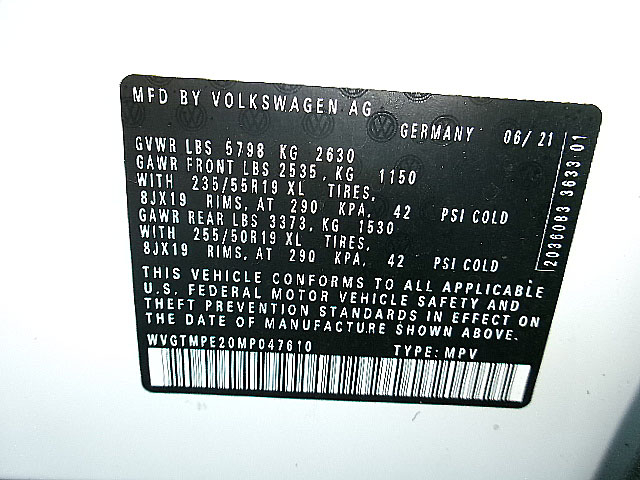 MFD BY VOLKSWAGEN AG
GERMANY 06/21
GVWR LBS 5798 KG 2630
GAWR FRONT LBS 2535, KG 1150
WITH 235/55R19 XL TIRES,
8JX19 RIMS, AT 290 KPA, 42 PSI COLD
GAWR REAR LBS 3373, KG 1530
WITH 255/50R19 XL TIRES,
8JX19 RIMS, AT 290 KPA, 42 PSI COLD
THIS VEHICLE CONFORMS TO ALL APPLICABLE
U.S. FEDERAL MOTOR VEHICLE SAFETY AND
THEFT PREVENTION STANDARDS IN EFFECT ON
THE DATE OF MANUFACTURE SHOWN ABOVE.
WVGTMPE20MP047610 TYPE: MPV
20360B3 3633 01